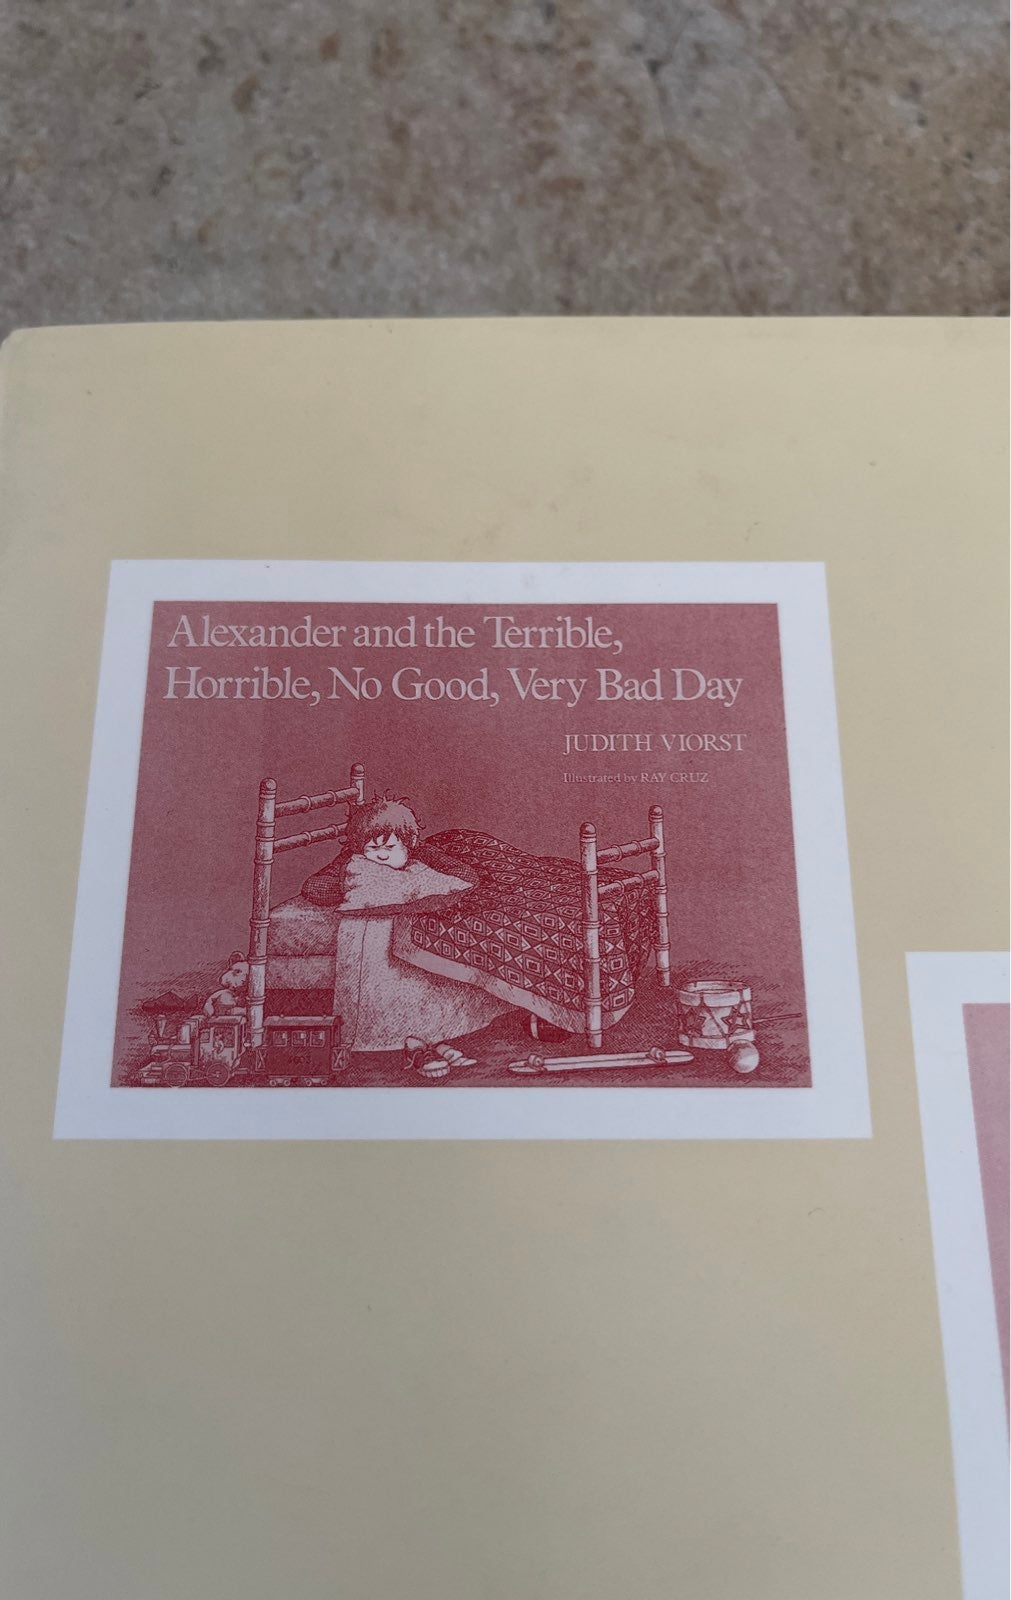 Alexander and the Terrible,
Horrible, No Good, Very Bad Day
JUDITH VIORST
Illustrated by RAY CRUZ